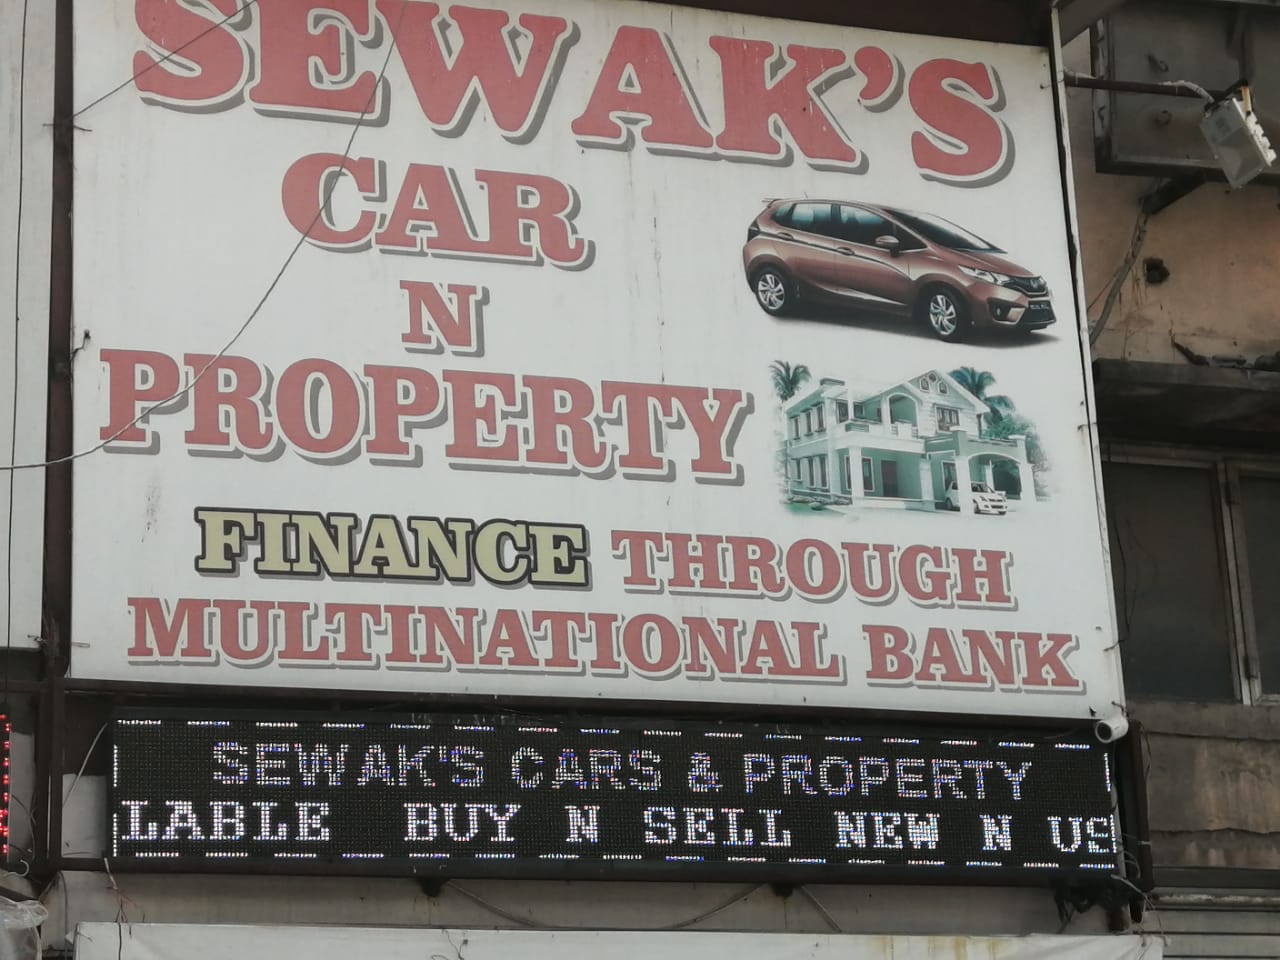 SEWAK'S
CAR
N
PROPERTY
FINANCE THROUGH
MULTINATIONAL BANK
SEWAK'S CARS & PROPERTY
LABLE BUY N SELL NEW N US